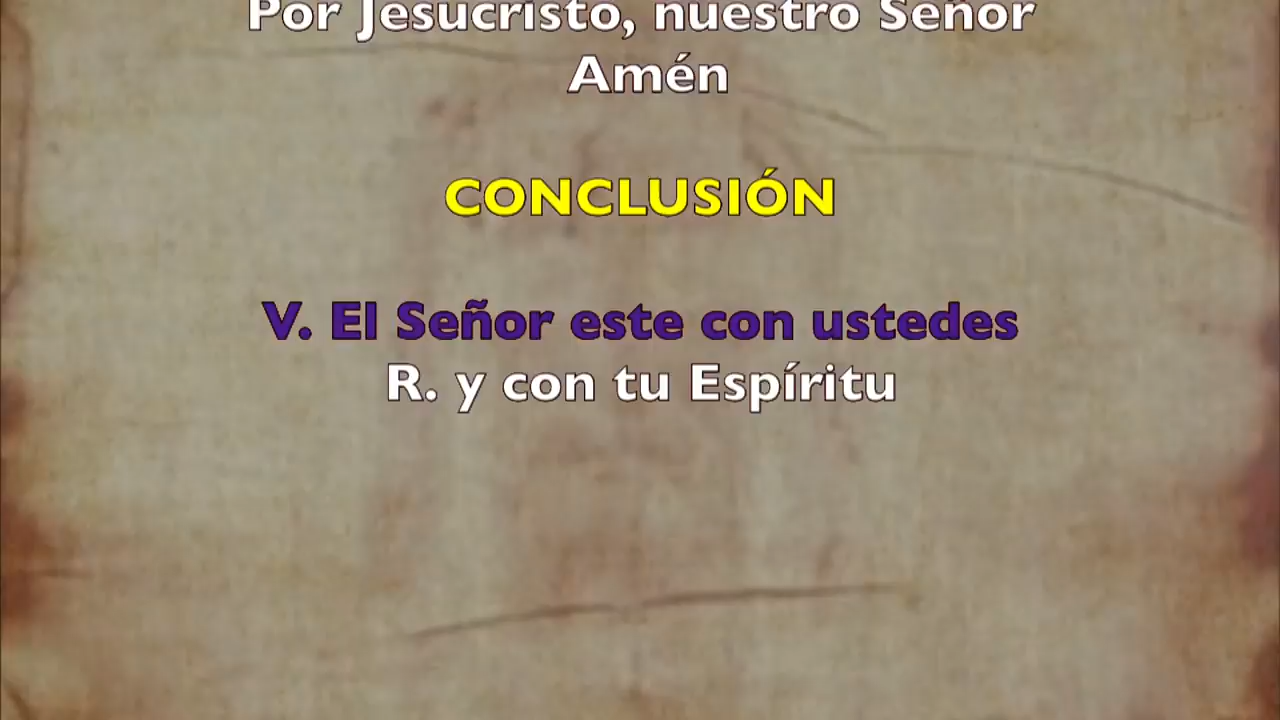 Por Jesucristo, nuestro Señor
Amén
CONCLUSIÓN
V. El Señor este con ustedes
R. y con tu Espíritu